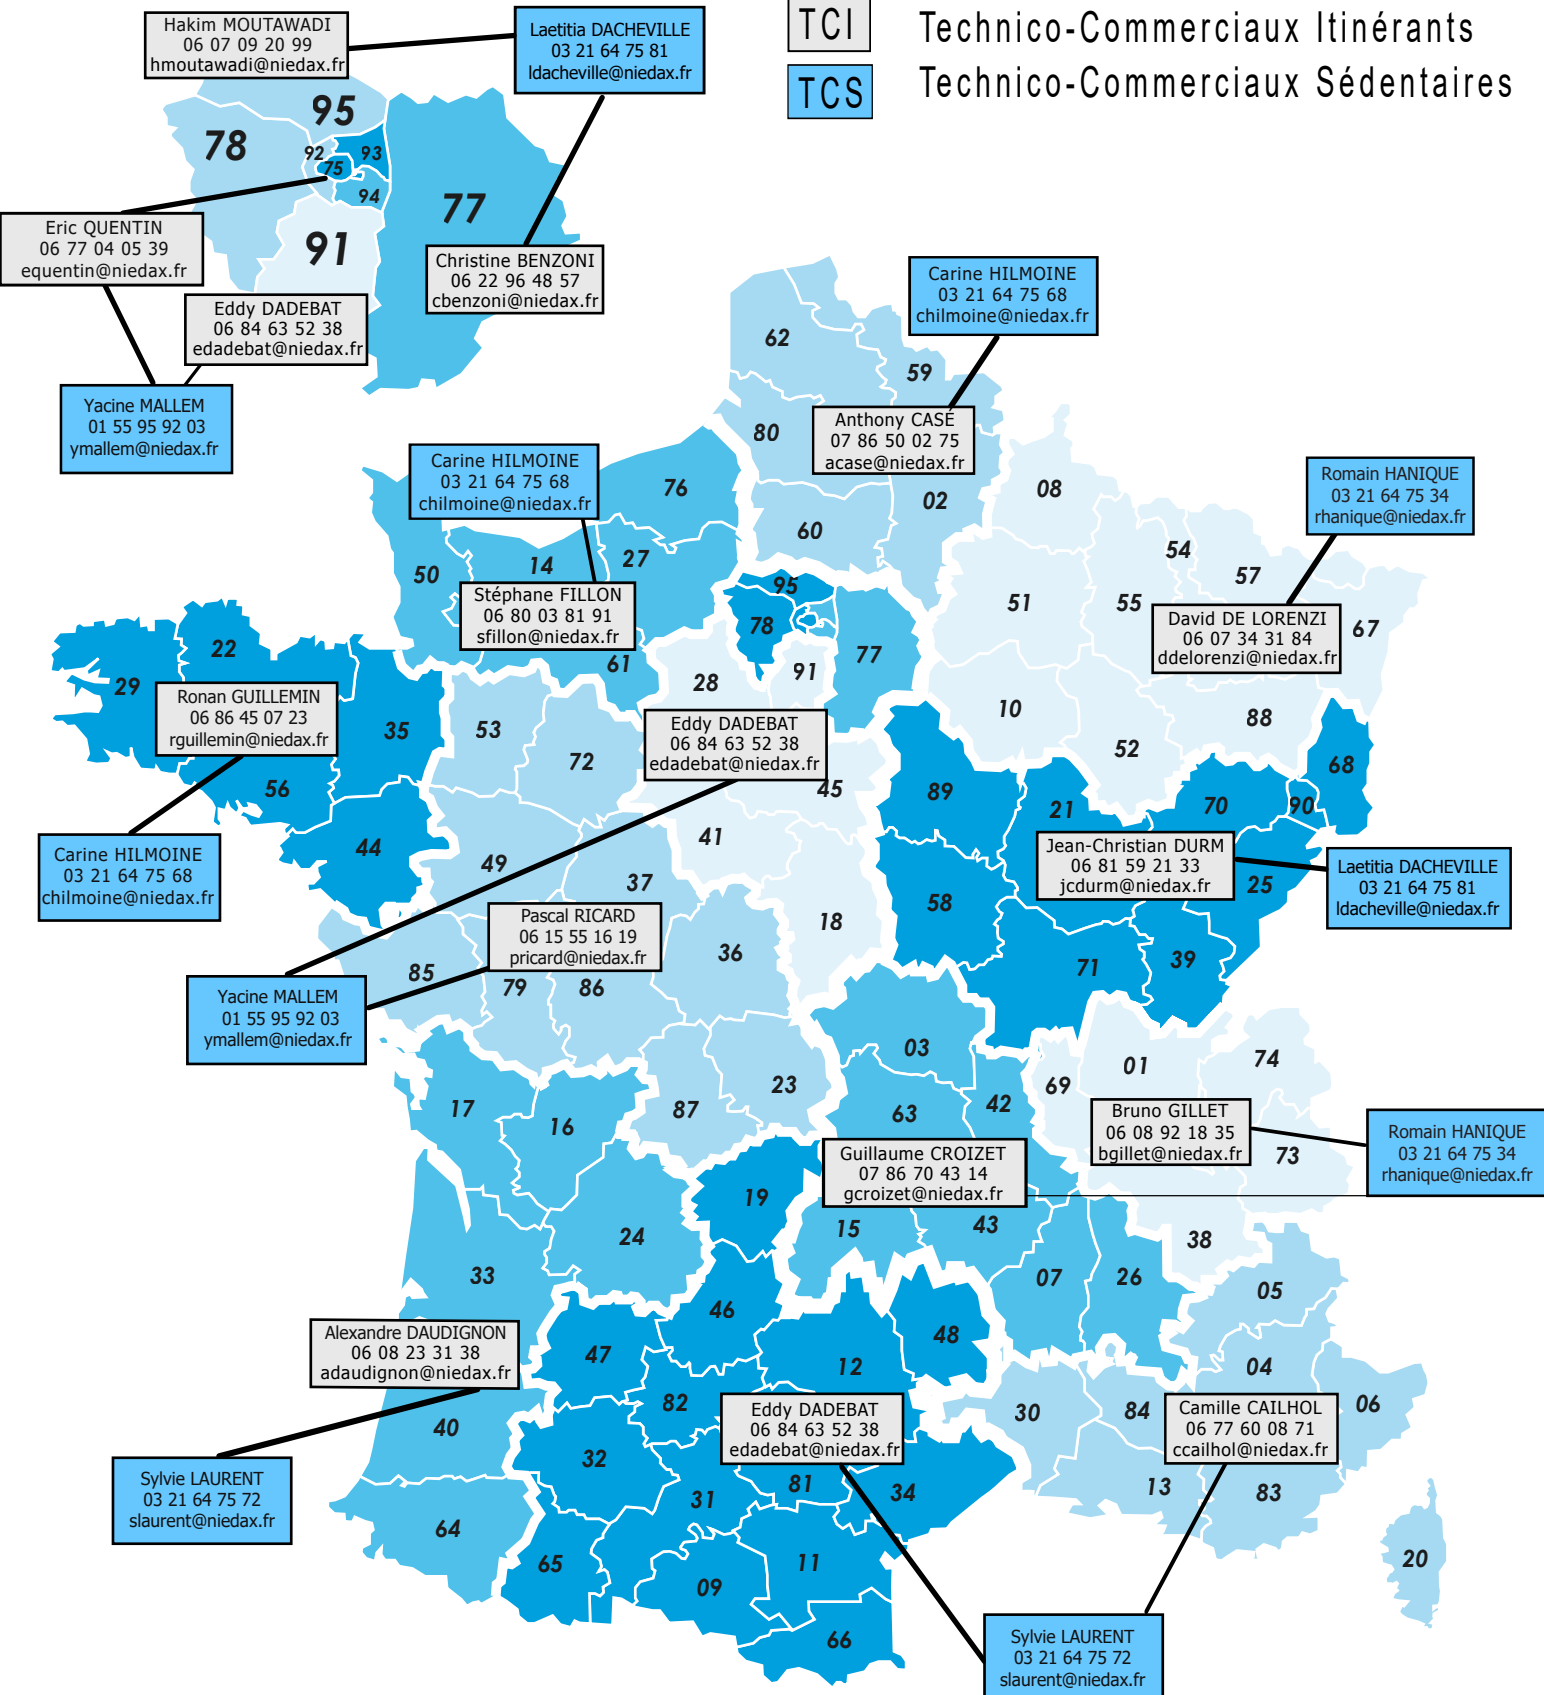 TCI Technico-Commerciaux Itinérants
TCS Technico-Commerciaux Sédentaires
Hakim MOUTAWADI
06 07 09 20 99
hmoutawadi@niedax.fr
Laetitia DACHEVILLE
03 21 64 75 81
ldacheville@niedax.fr
95
78
92
93
75
94
77
91
Eric QUENTIN
06 77 04 05 39
equentin@niedax.fr
Christine BENZONI
06 22 96 48 57
cbenzoni@niedax.fr
Eddy DADEBAT
06 84 63 52 38
edadebat@niedax.fr
Yacine MALLEM
01 55 95 92 03
ymallem@niedax.fr
Carine HILMOINE
03 21 64 75 68
chilmoine@niedax.fr
62
59
80
Anthony CASÉ
07 86 50 02 75
acase@niedax.fr
02
60
Carine HILMOINE
03 21 64 75 68
chilmoine@niedax.fr
76
27
14
50
61
Stéphane FILLON
06 80 03 81 91
sfillon@niedax.fr
08
54
57
51
55
67
10
52
88
Romain HANIQUE
03 21 64 75 34
rhanique@niedax.fr
David DE LORENZI
06 07 34 31 84
ddelorenzi@niedax.fr
95
78
91
77
28
22
29
35
56
44
Ronan GUILLEMIN
06 86 45 07 23
rguillemin@niedax.fr
Carine HILMOINE
03 21 64 75 68
chilmoine@niedax.fr
53
72
49
37
Eddy DADEBAT
06 84 63 52 38
edadebat@niedax.fr
45
41
18
89
21
70
90
68
58
25
71
39
Jean-Christian DURM
06 81 59 21 33
jcdurm@niedax.fr
Laetitia DACHEVILLE
03 21 64 75 81
ldacheville@niedax.fr
Pascal RICARD
06 15 55 16 19
pricard@niedax.fr
85
79
86
36
87
23
Yacine MALLEM
01 55 95 92 03
ymallem@niedax.fr
03
63
42
15
43
07
26
69
01
74
73
38
Bruno GILLET
06 08 92 18 35
bgillet@niedax.fr
Romain HANIQUE
03 21 64 75 34
rhanique@niedax.fr
Guillaume CROIZET
07 86 70 43 14
gcroizet@niedax.fr
17
16
24
33
40
64
Alexandre DAUDIGNON
06 08 23 31 38
adaudignon@niedax.fr
Sylvie LAURENT
03 21 64 75 72
slaurent@niedax.fr
19
46
47
48
12
82
32
31
81
34
65
09
11
66
Eddy DADEBAT
06 84 63 52 38
edadebat@niedax.fr
05
04
06
30
84
13
83
20
Camille CAILHOL
06 77 60 08 71
ccailhol@niedax.fr
Sylvie LAURENT
03 21 64 75 72
slaurent@niedax.fr